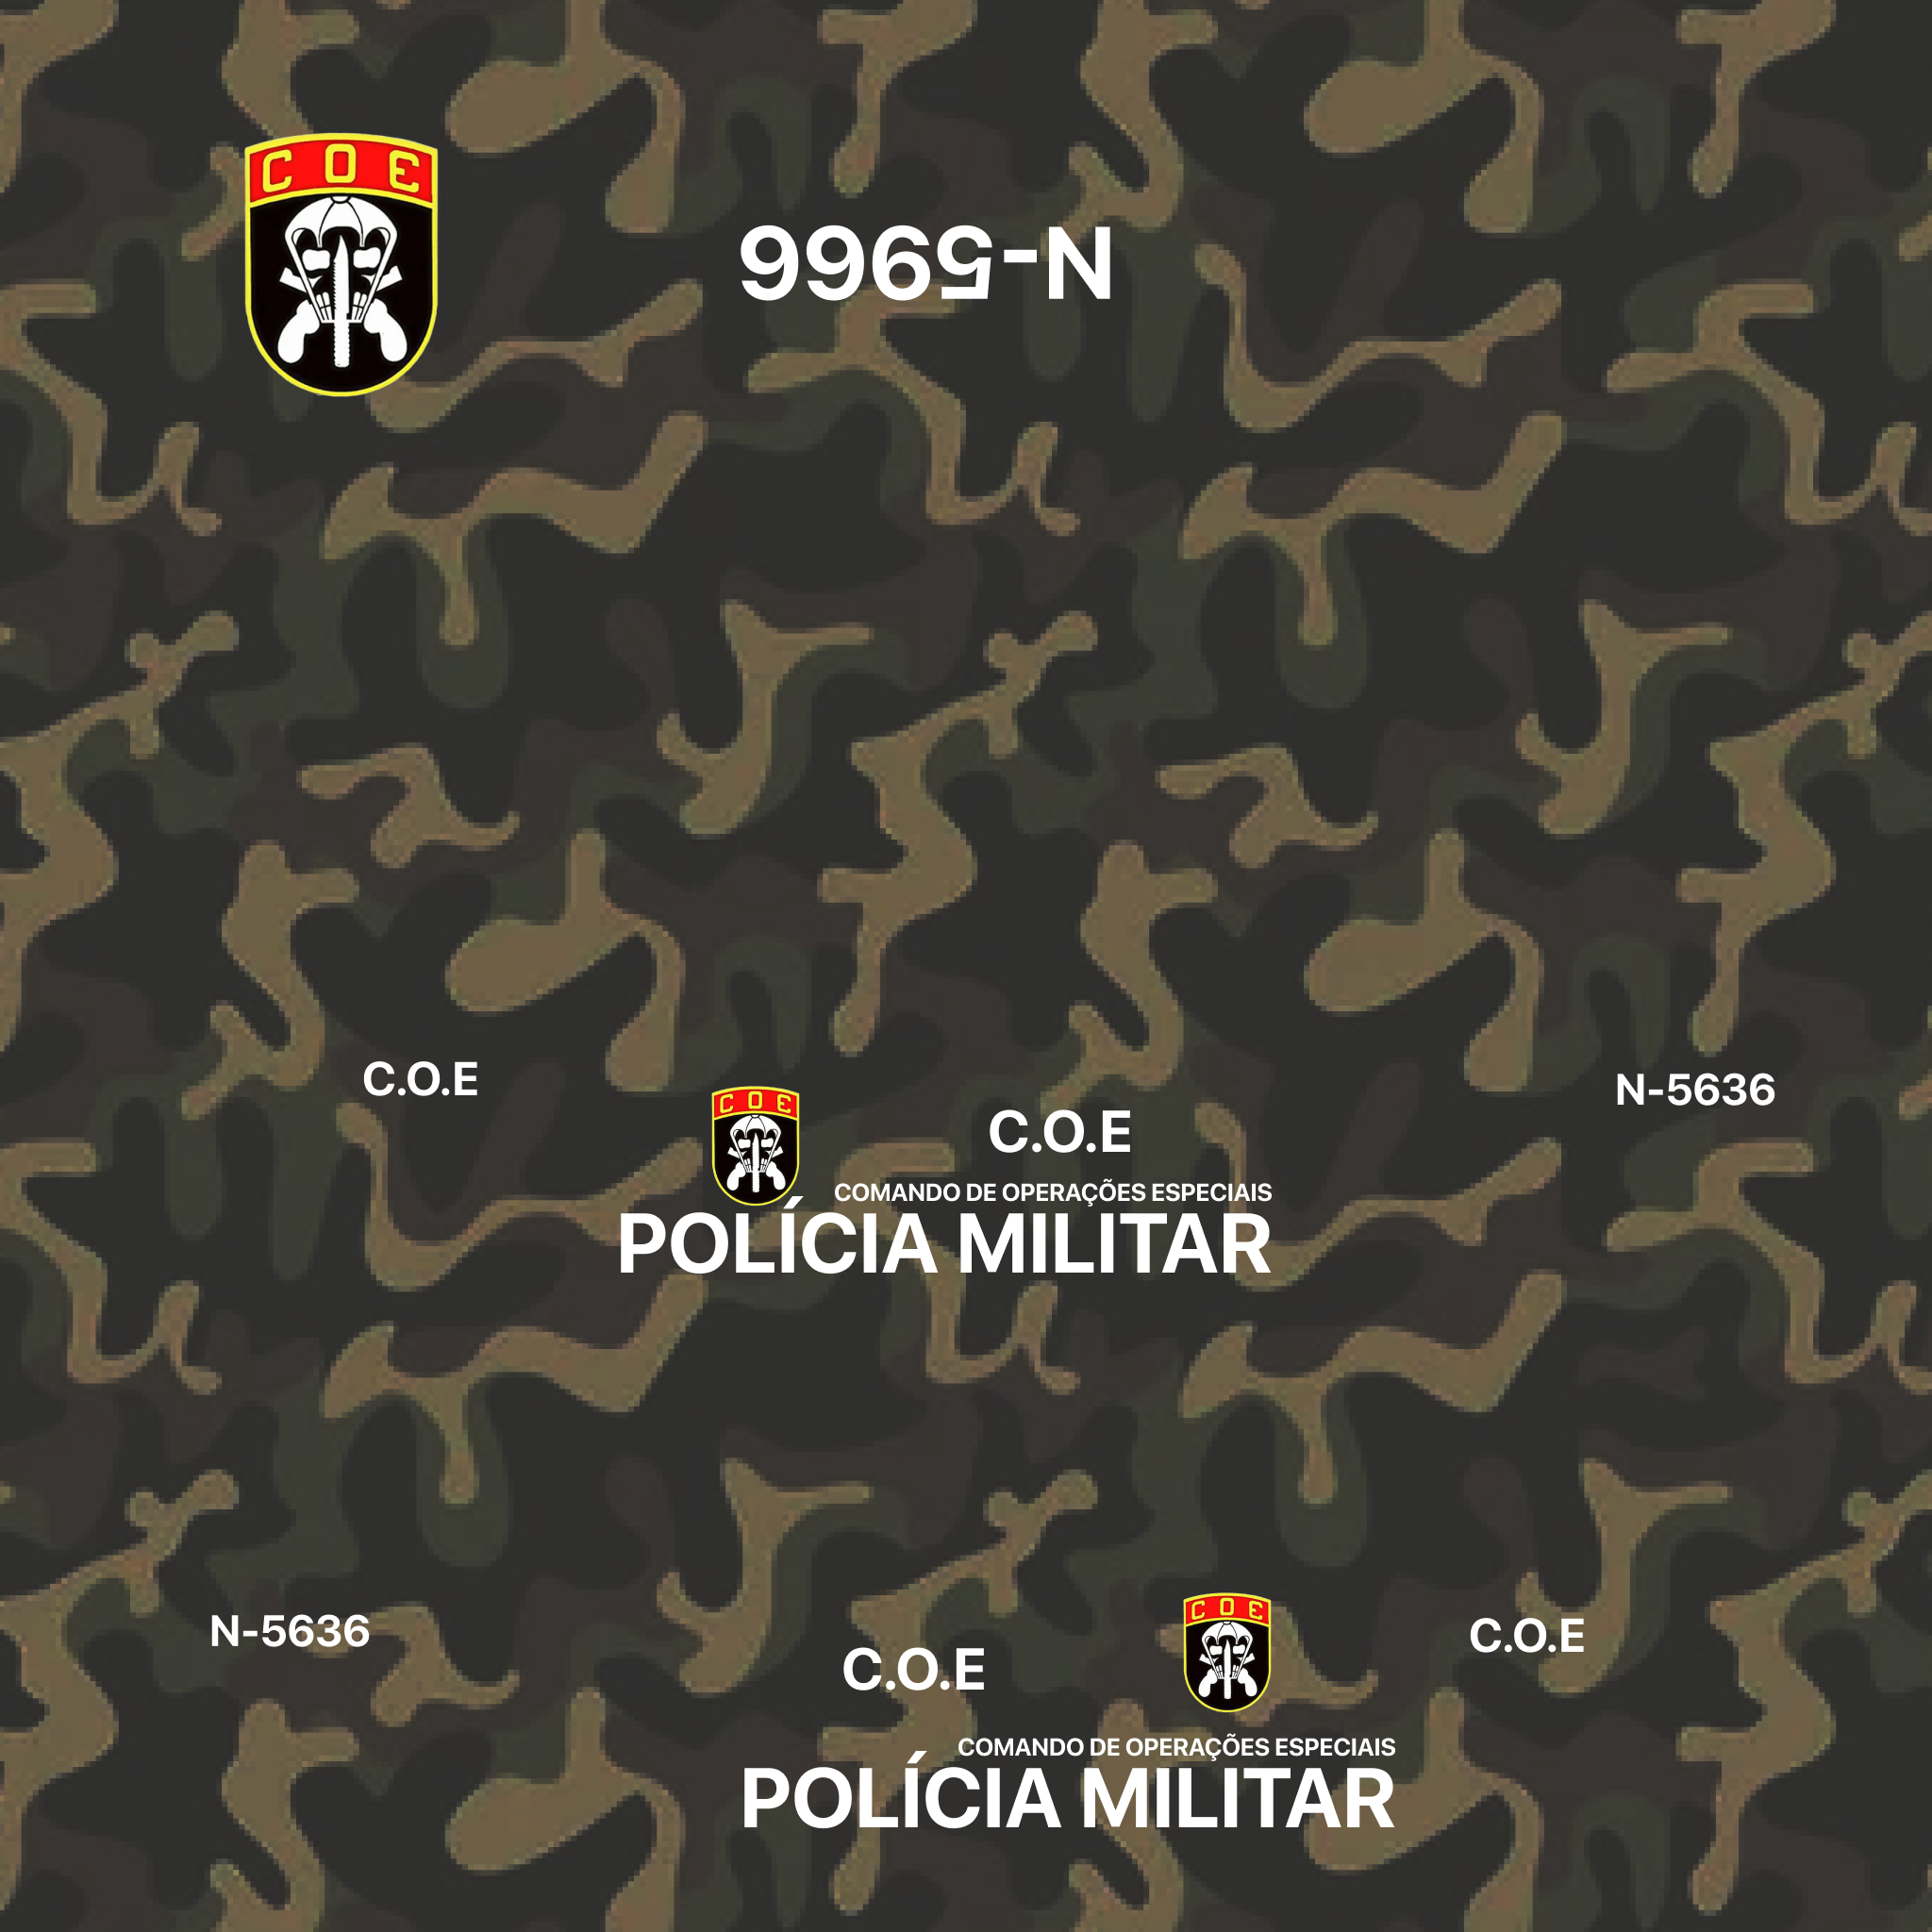 C O E
N-5966
C.O.E
N-5636
C O E
C.O.E
COMANDO DE OPERAÇÕES ESPECIAIS
POLÍCIA MILITAR
N-5636
C.O.E
C O E
C.O.E
COMANDO DE OPERAÇÕES ESPECIAIS
POLÍCIA MILITAR